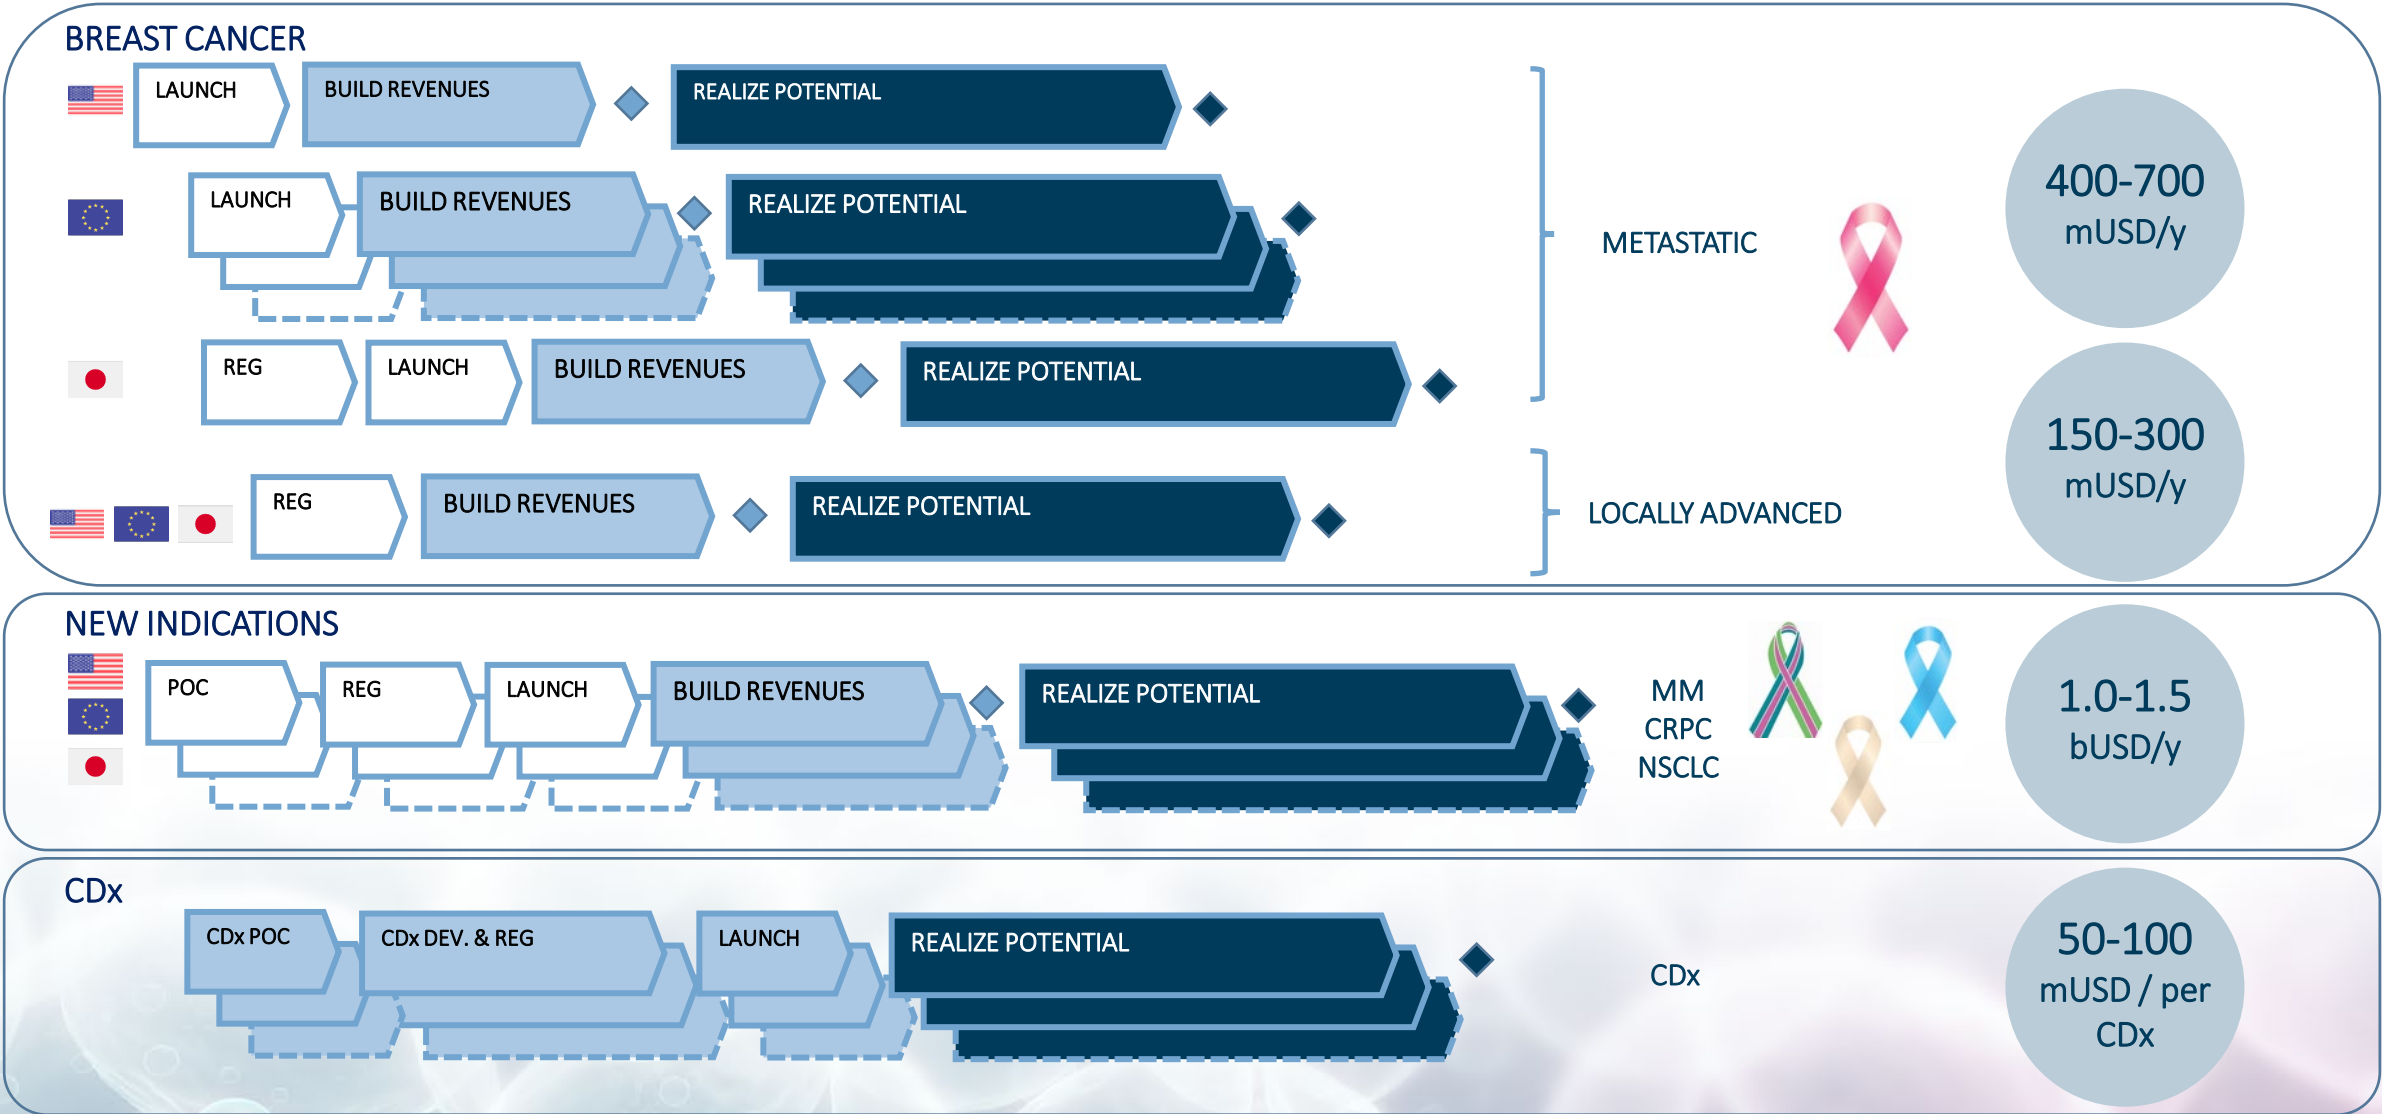 BREAST CANCER
LAUNCH
BUILD REVENUES
REALIZE POTENTIAL
LAUNCH
BUILD REVENUES
REALIZE POTENTIAL
REG
LAUNCH
BUILD REVENUES
REALIZE POTENTIAL
METASTATIC
400-700
mUSD/y
REG
BUILD REVENUES
REALIZE POTENTIAL
LOCALLY ADVANCED
150-300
mUSD/y
NEW INDICATIONS
POC
REG
LAUNCH
BUILD REVENUES
REALIZE POTENTIAL
MM
CRPC
NSCLC
1.0-1.5
bUSD/y
CDx
CDx POC
CDx DEV. & REG
LAUNCH
REALIZE POTENTIAL
CDx
50-100
mUSD / per
CDx